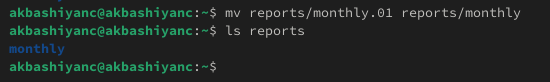 akbashiyanc@akbashiyanc:~$ mv reports/monthly.01 reports/monthly
akbashiyanc@akbashiyanc:~$ ls reports
monthly
akbashiyanc@akbashiyanc:~$